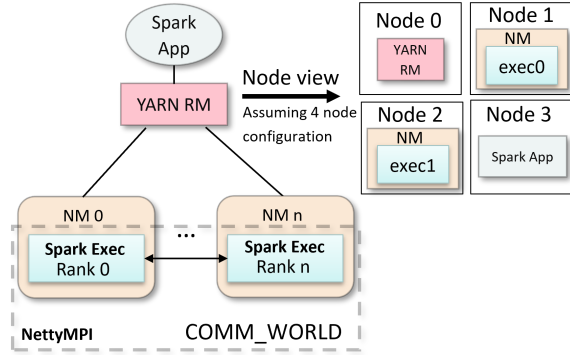 Spark
App
YARN RM
NM 0
NM n
...
Spark Exec
Rank 0
Spark Exec
Rank n
NettyMPI
COMM_WORLD
Node view
Assuming 4 node
configuration
Node 0
YARN
RM
Node 1
NM
exec0
Node 2
NM
exec1
Node 3
Spark App